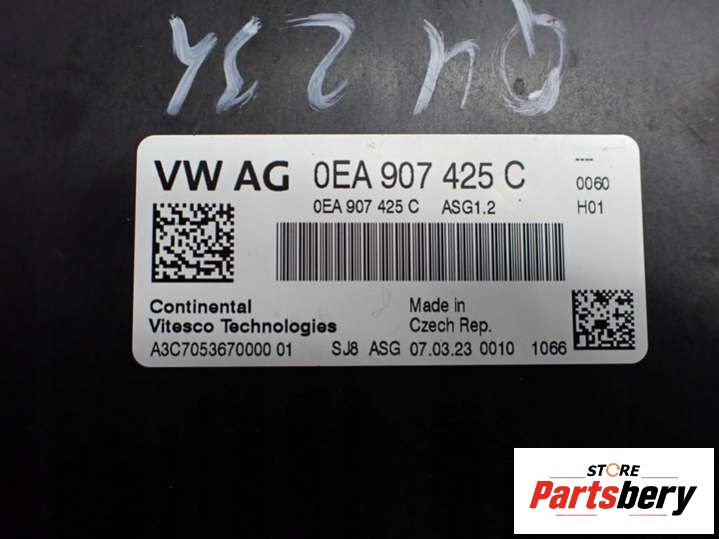 VW AG 0EA 907 425 C
----
0060
0EA 907 425 C ASG1.2 H01
Continental Made in
Vitesco Technologies Czech Rep.
A3C7053670000 01 SJ8 ASG 07.03.23 0010 1066
STORE
Partsbery